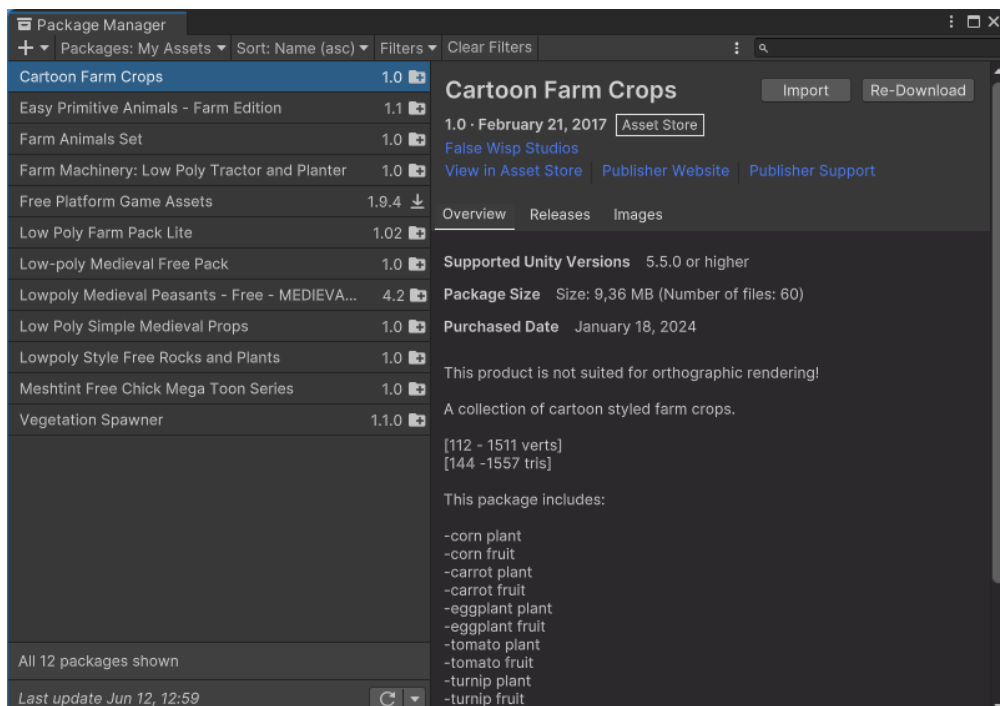 Package Manager
+ Packages: My Assets Sort: Name (asc) Filters Clear Filters
Cartoon Farm Crops 1.0
Easy Primitive Animals - Farm Edition 1.1
Farm Animals Set 1.0
Farm Machinery: Low Poly Tractor and Planter 1.0
Free Platform Game Assets 1.9.4
Low Poly Farm Pack Lite 1.02
Low-poly Medieval Free Pack 1.0
Lowpoly Medieval Peasants - Free - MEDIEVA... 4.2
Low Poly Simple Medieval Props 1.0
Lowpoly Style Free Rocks and Plants 1.0
Meshtint Free Chick Mega Toon Series 1.0
Vegetation Spawner 1.1.0
All 12 packages shown
Last update Jun 12, 12:59
Cartoon Farm Crops Import Re-Download
1.0 · February 21, 2017 Asset Store
False Wisp Studios
View in Asset Store Publisher Website Publisher Support
Overview Releases Images
Supported Unity Versions 5.5.0 or higher
Package Size Size: 9,36 MB (Number of files: 60)
Purchased Date January 18, 2024
This product is not suited for orthographic rendering!
A collection of cartoon styled farm crops.
[112 - 1511 verts]
[144 -1557 tris]
This package includes:
-corn plant
-corn fruit
-carrot plant
-carrot fruit
-eggplant plant
-eggplant fruit
-tomato plant
-tomato fruit
-turnip plant
-turnip fruit